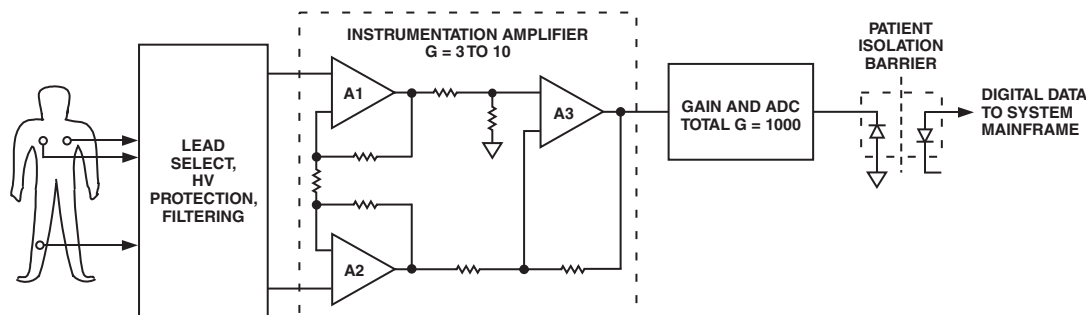 INSTRUMENTATION AMPLIFIER
G = 3 TO 10
PATIENT
ISOLATION
BARRIER
A1
A3
GAIN AND ADC
TOTAL G = 1000
DIGITAL DATA
TO SYSTEM
MAINFRAME
LEAD
SELECT,
HV
PROTECTION,
FILTERING
A2